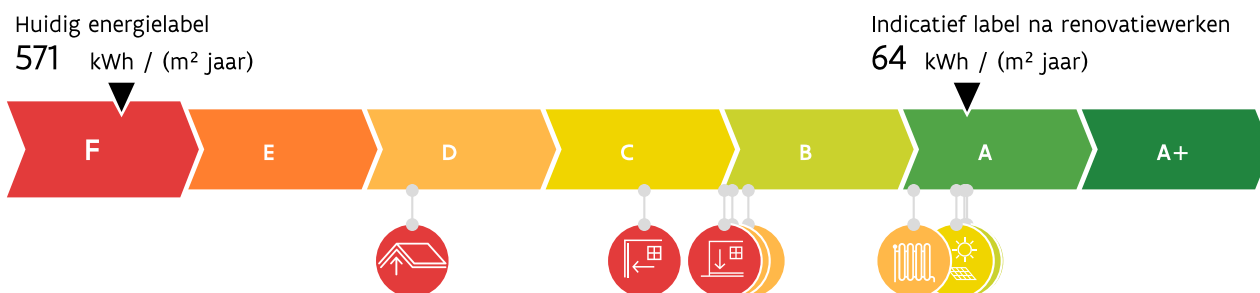 Huidig energielabel
571 kWh / (m² jaar)
Indicatief label na renovatiewerken
64 kWh / (m² jaar)
F E D C B A A+